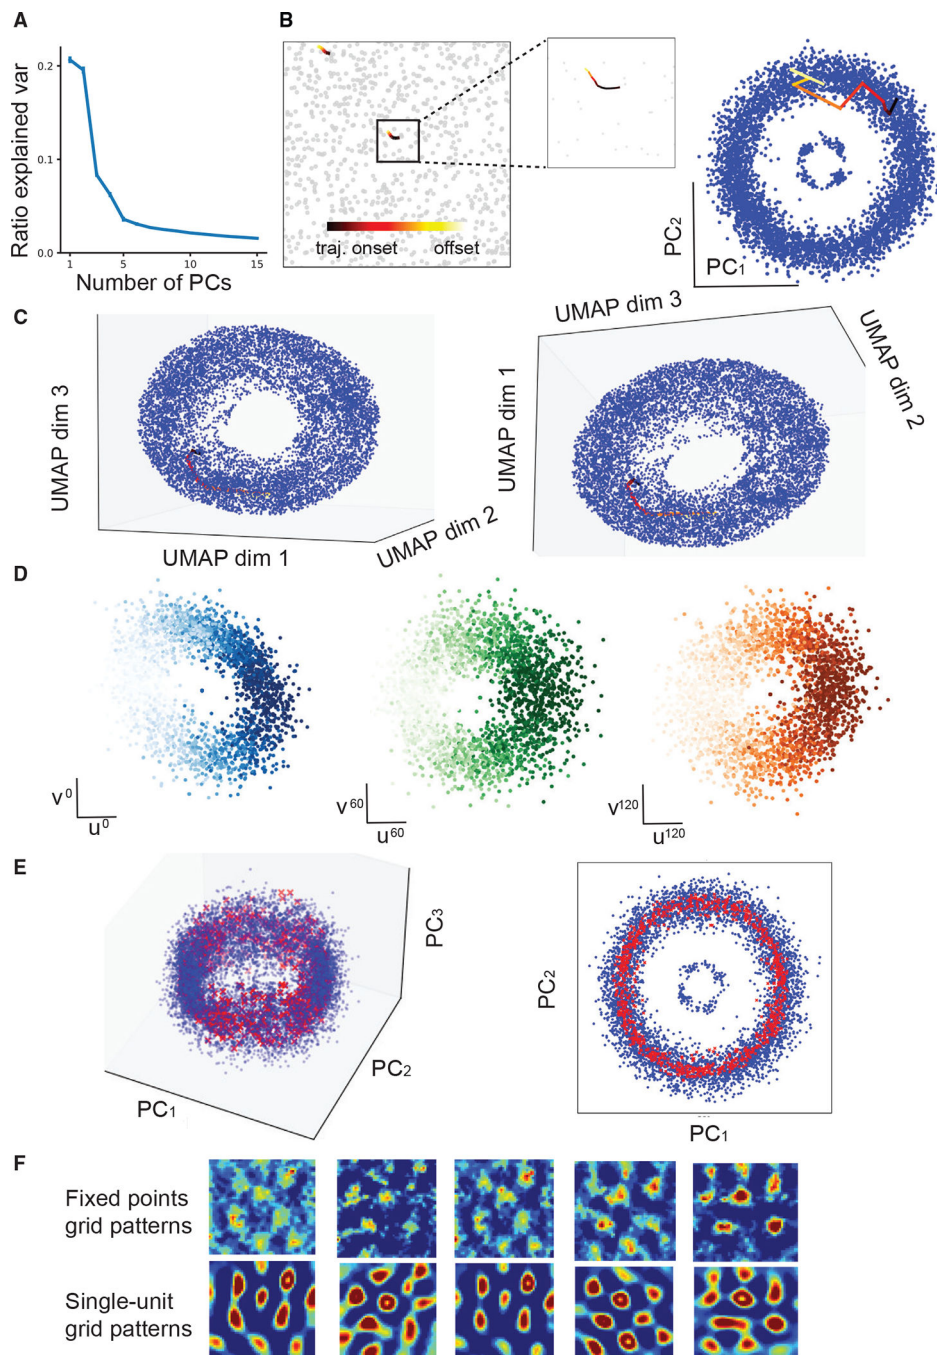 A
Ratio explained var
0.2
0.1
0.0
1
5
10
15
Number of PCs
B
traj. onset
offset
PC2
PC1
C
UMAP dim 3
UMAP dim 1
UMAP dim 2
UMAP dim 3
UMAP dim 1
UMAP dim 2
D
v0
u0
v60
u60
v120
u120
E
PC3
PC2
PC1
PC2
PC1
F
Fixed points
grid patterns
Single-unit
grid patterns